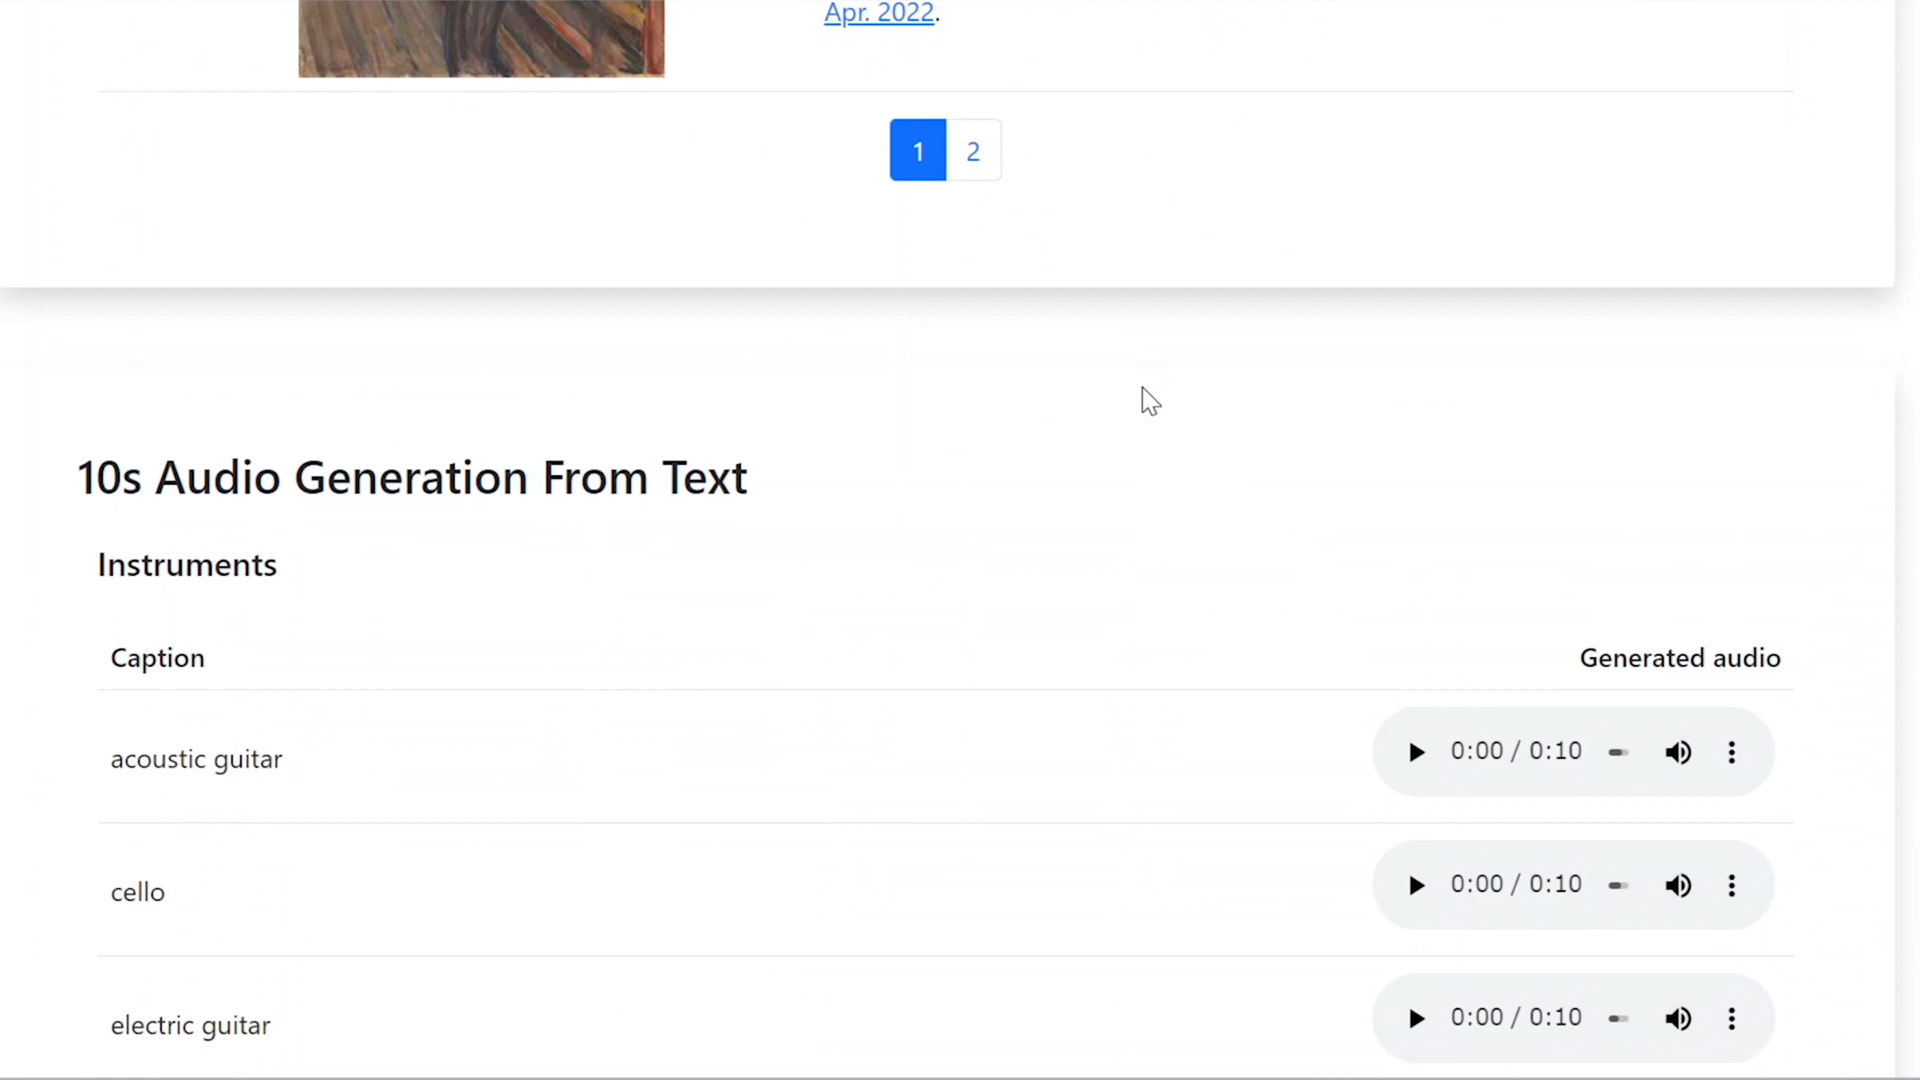 Apr. 2022.
1 2
10s Audio Generation From Text
Instruments
Caption Generated audio
acoustic guitar 0:00 / 0:10
cello 0:00 / 0:10
electric guitar 0:00 / 0:10